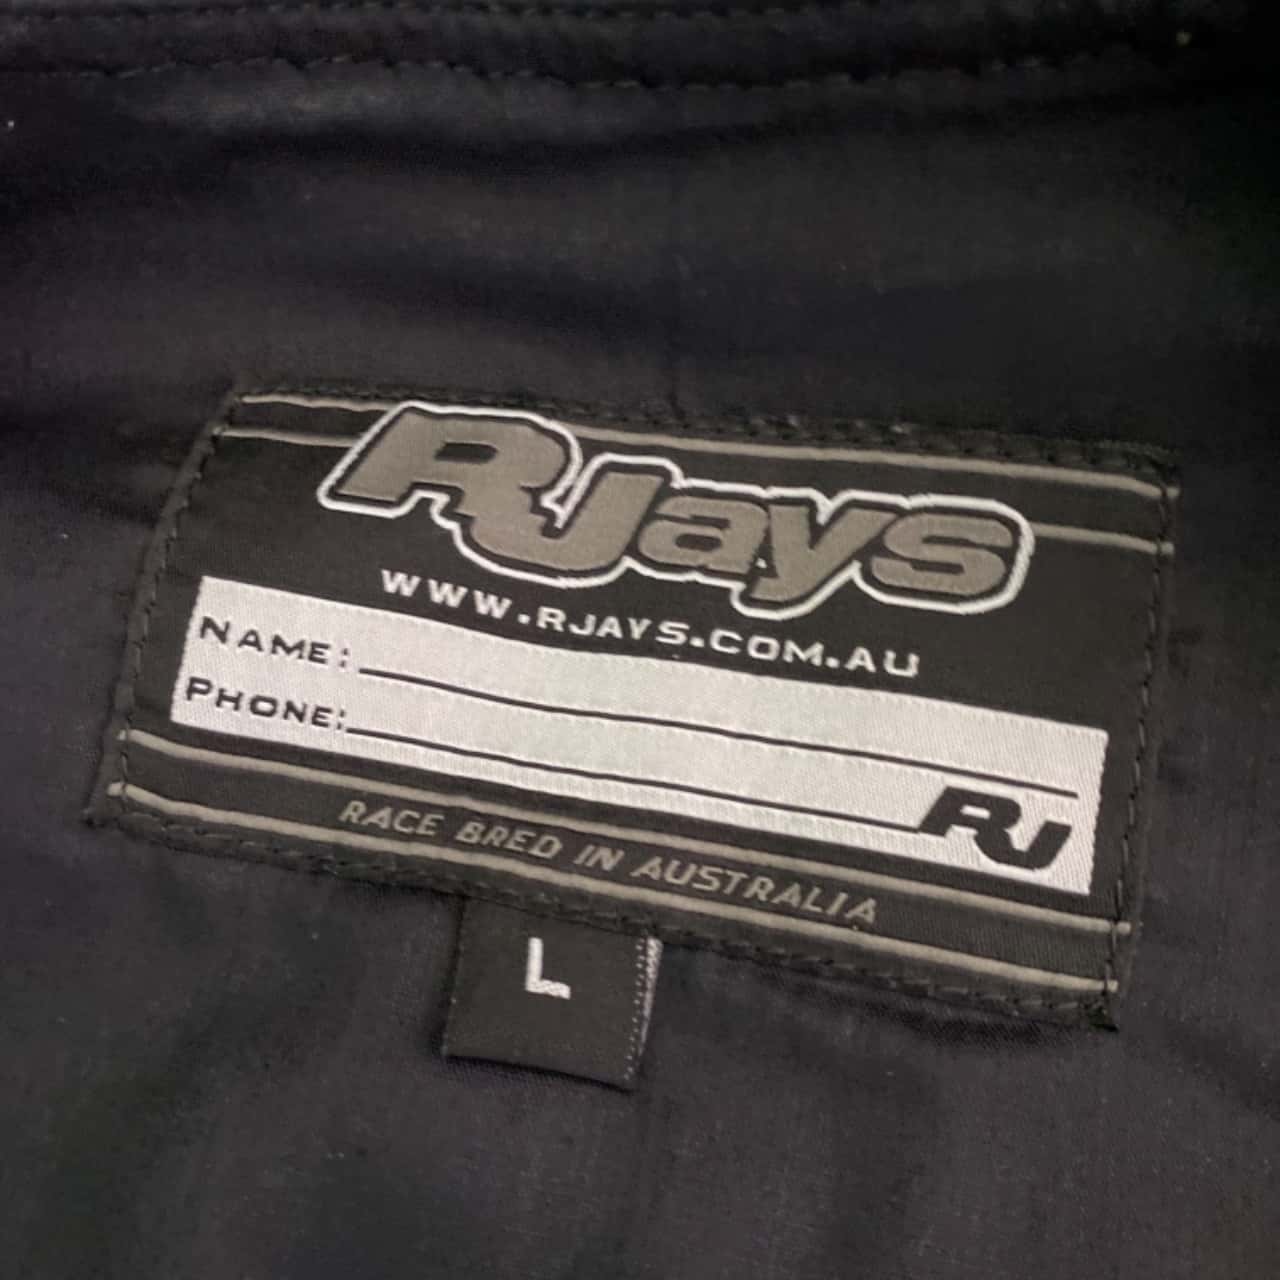 RJays
WWW.RJAYS.COM.AU
NAME:
PHONE:
RJ
RACE BRED IN AUSTRALIA
L